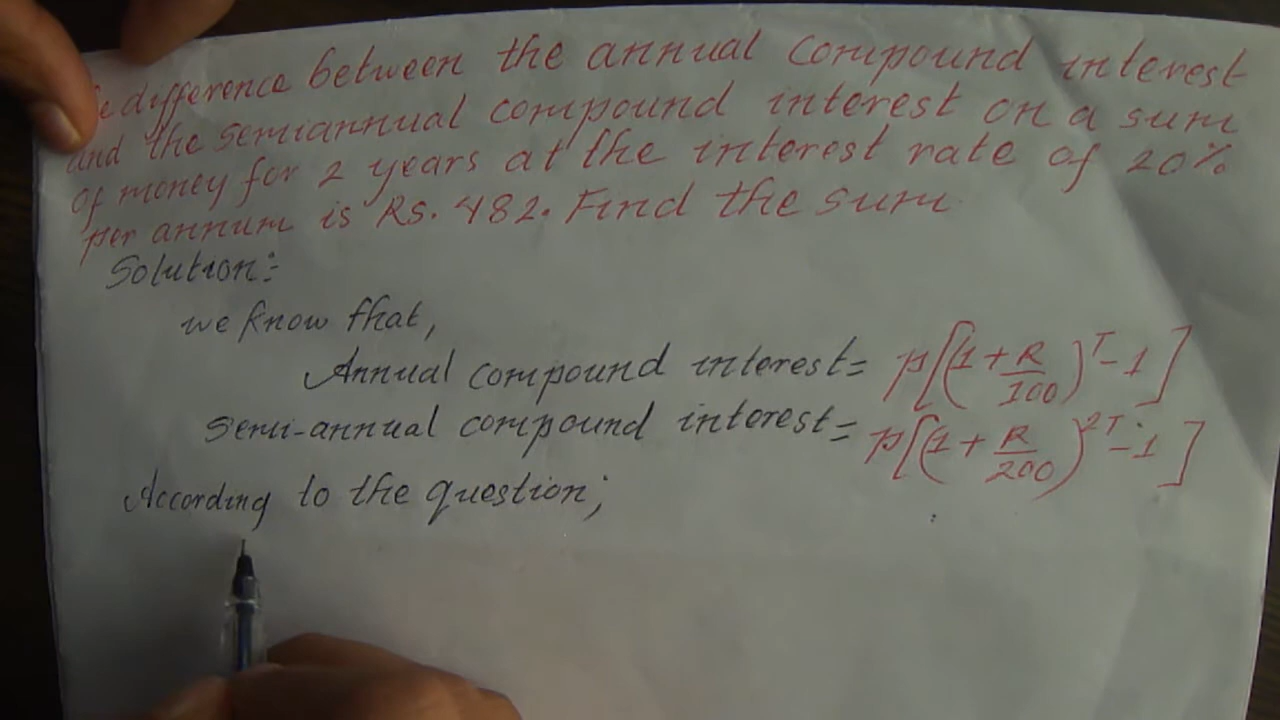 difference between the annual compound interest
and the semiannual compound interest on a sum
of money for 2 years at the interest rate of 20%
per annum is Rs. 482. Find the sum
Solution:-
we know that,
Annual compound interest = p[(1+R/100)^T-1]
semi-annual compound interest = p[(1+R/200)^2T-1]
According to the question;